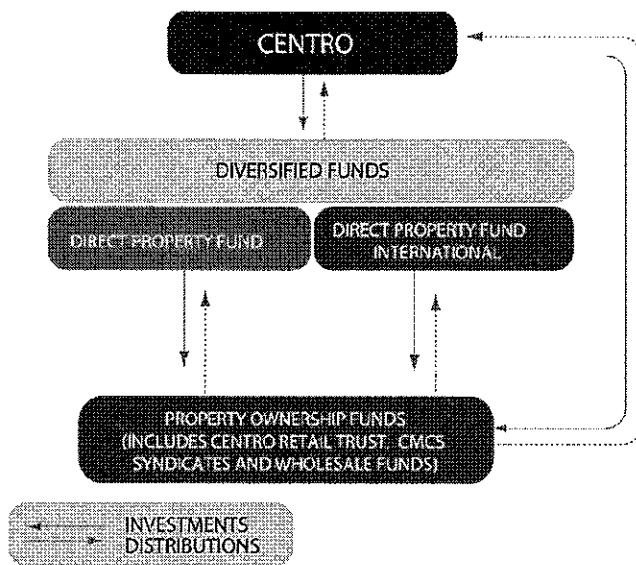 CENTRO
DIVERSIFIED FUNDS
DIRECT PROPERTY FUND
DIRECT PROPERTY FUND
INTERNATIONAL
PROPERTY OWNERSHIP FUNDS
(INCLUDES CENTRO RETAIL TRUST, CMCS
SYNDICATES AND WHOLESALE FUNDS)
INVESTMENTS
DISTRIBUTIONS